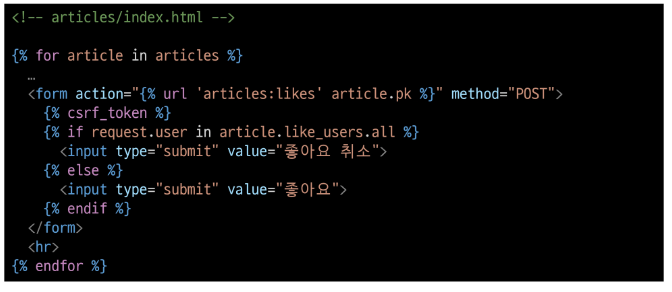 <!-- articles/index.html -->
{% for article in articles %}
…
<form action="{% url 'articles:likes' article.pk %}" method="POST">
{% csrf_token %}
{% if request.user in article.like_users.all %}
<input type="submit" value="좋아요 취소">
{% else %}
<input type="submit" value="좋아요">
{% endif %}
</form>
<hr>
{% endfor %}